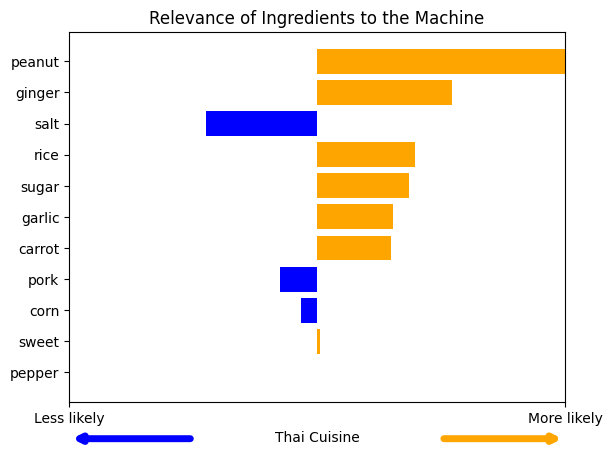 Relevance of Ingredients to the Machine
peanut
ginger
salt
rice
sugar
garlic
carrot
pork
corn
sweet
pepper
Less likely
More likely
Thai Cuisine